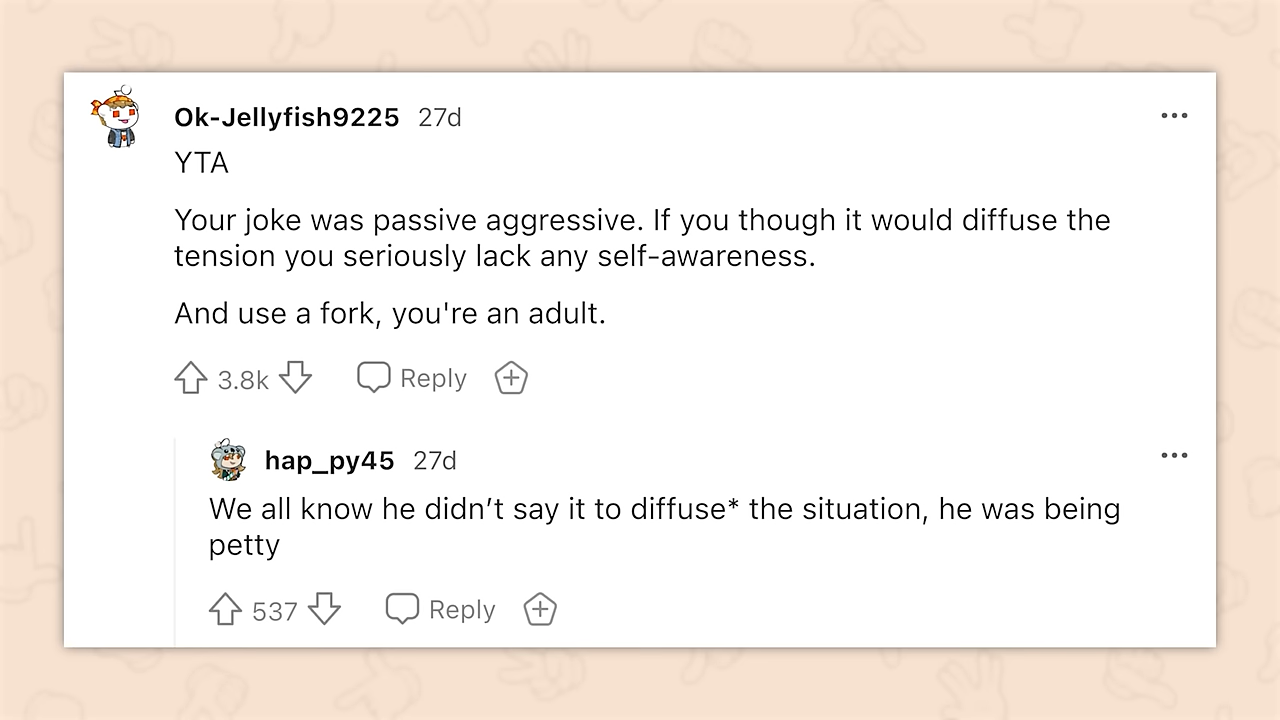 Ok-Jellyfish9225 27d
YTA
Your joke was passive aggressive. If you though it would diffuse the
tension you seriously lack any self-awareness.
And use a fork, you're an adult.
3.8k Reply
hap_py45 27d
We all know he didn’t say it to diffuse* the situation, he was being
petty
537 Reply